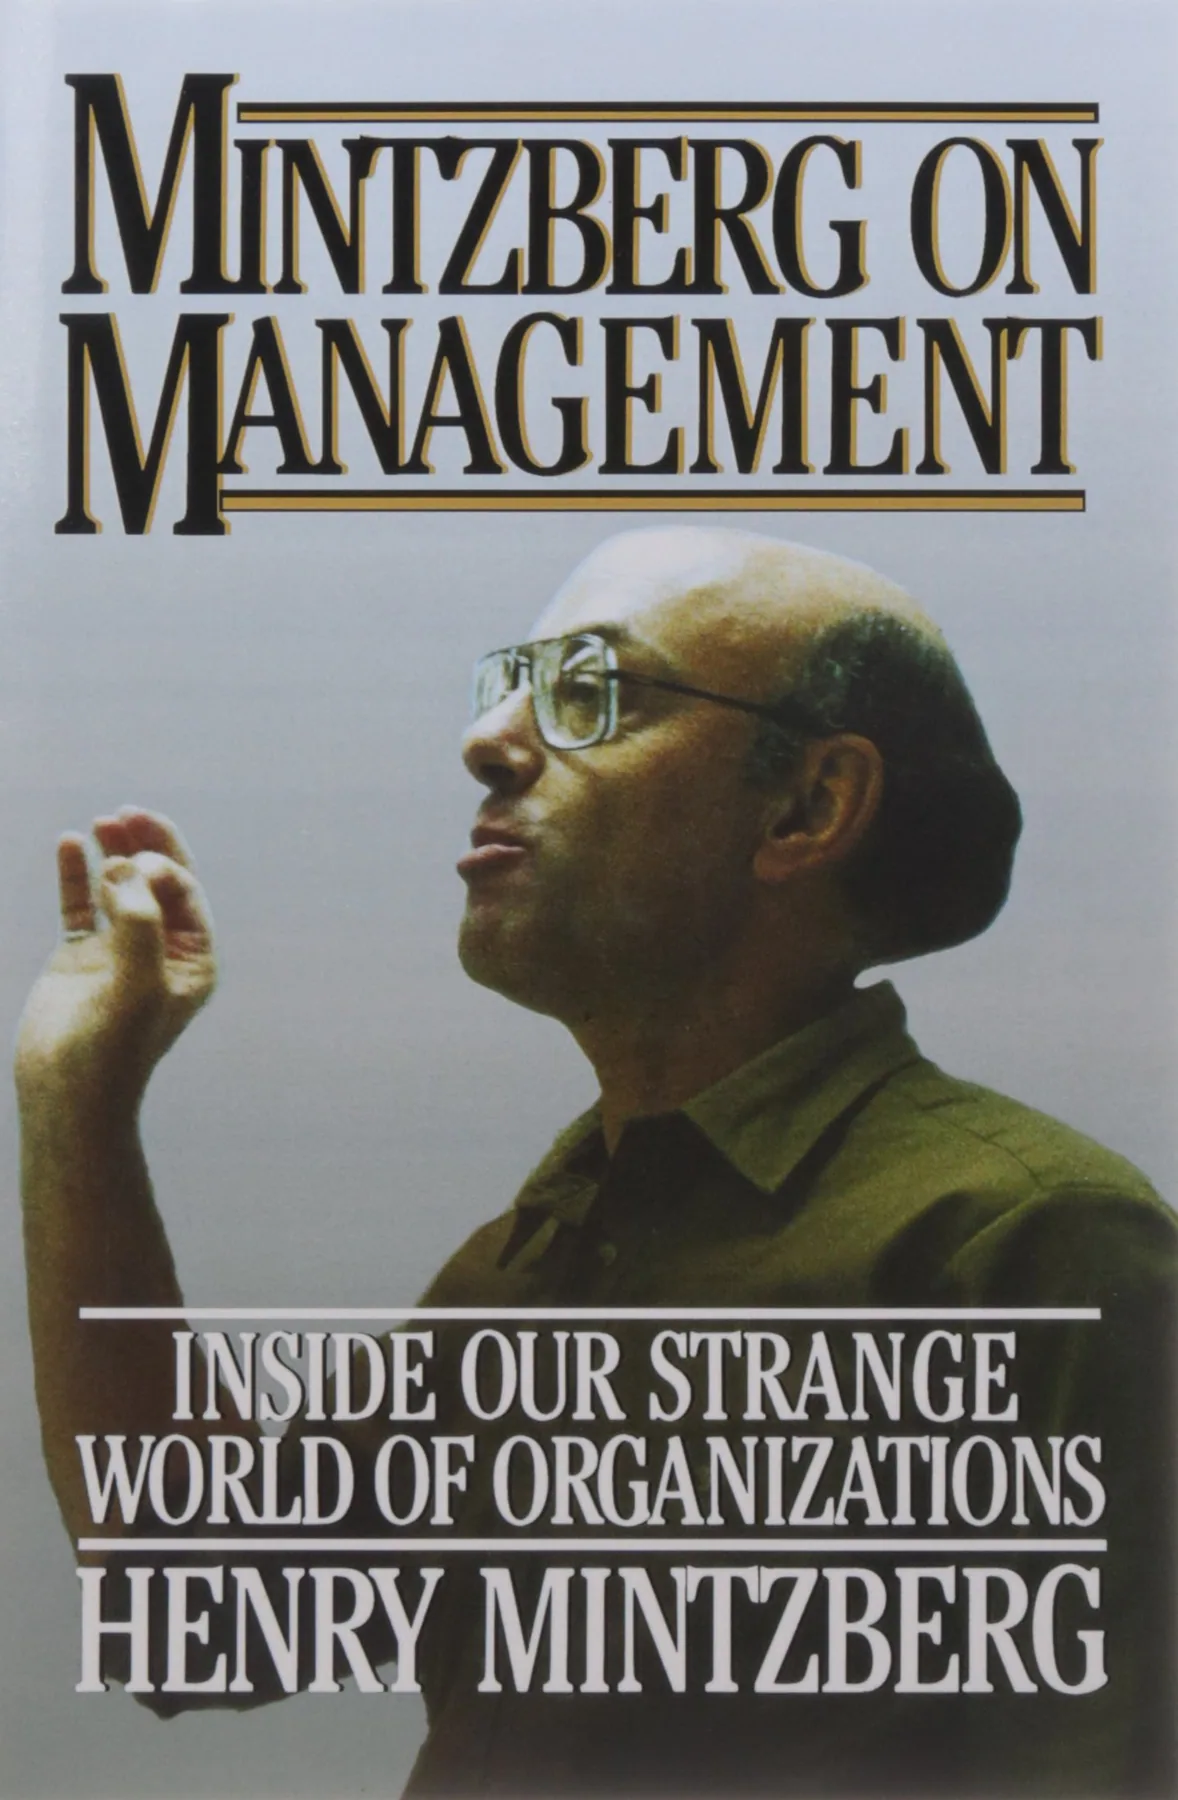 MINTZBERG ON
MANAGEMENT
INSIDE OUR STRANGE
WORLD OF ORGANIZATIONS
HENRY MINTZBERG